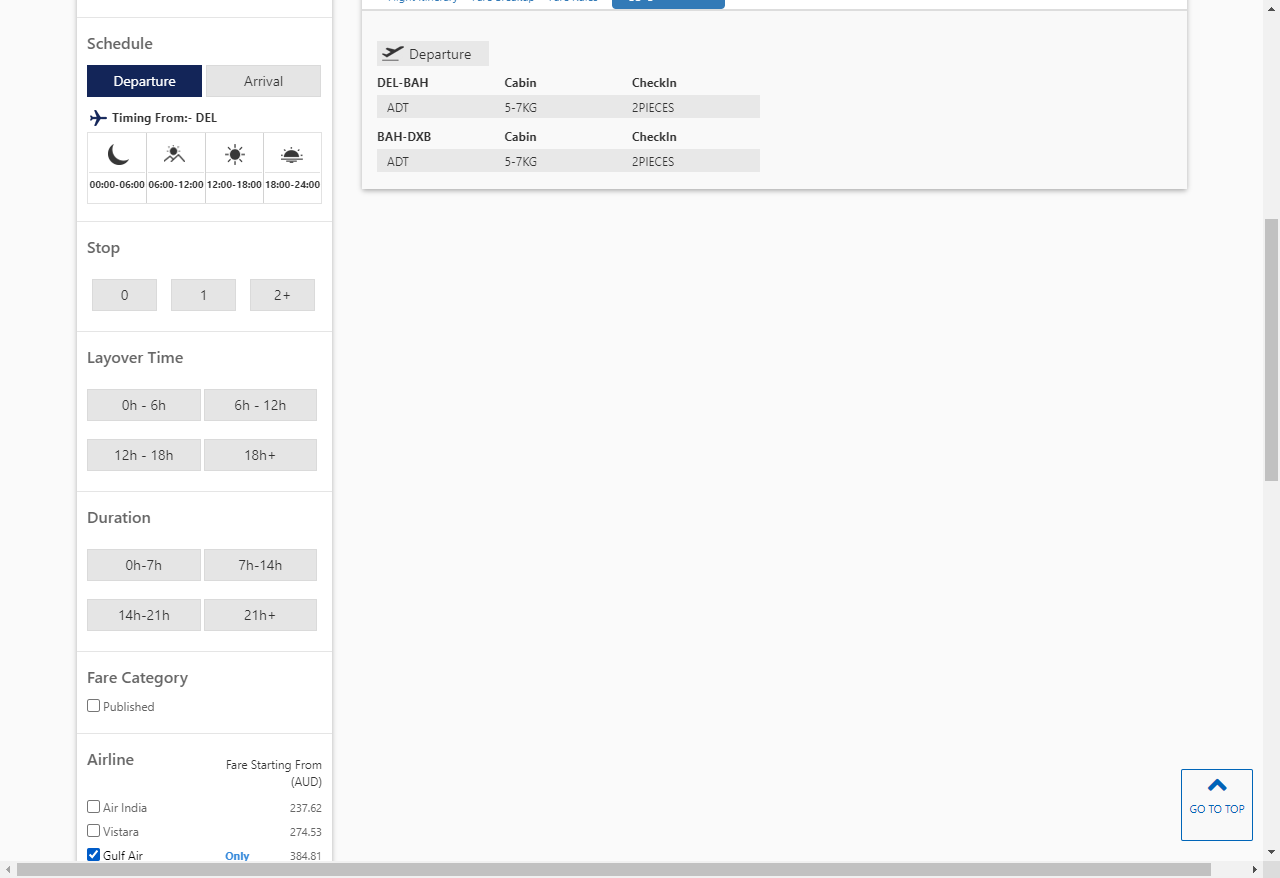 Schedule
Departure Arrival
Timing From:- DEL
00:00-06:00 06:00-12:00 12:00-18:00 18:00-24:00
Stop
0 1 2+
Layover Time
0h - 6h 6h - 12h
12h - 18h 18h+
Duration
0h-7h 7h-14h
14h-21h 21h+
Fare Category
Published
Airline Fare Starting From
(AUD)
Air India 237.62
Vistara 274.53
Gulf Air Only 384.81
Departure
DEL-BAH Cabin CheckIn
ADT 5-7KG 2PIECES
BAH-DXB Cabin CheckIn
ADT 5-7KG 2PIECES
GO TO TOP